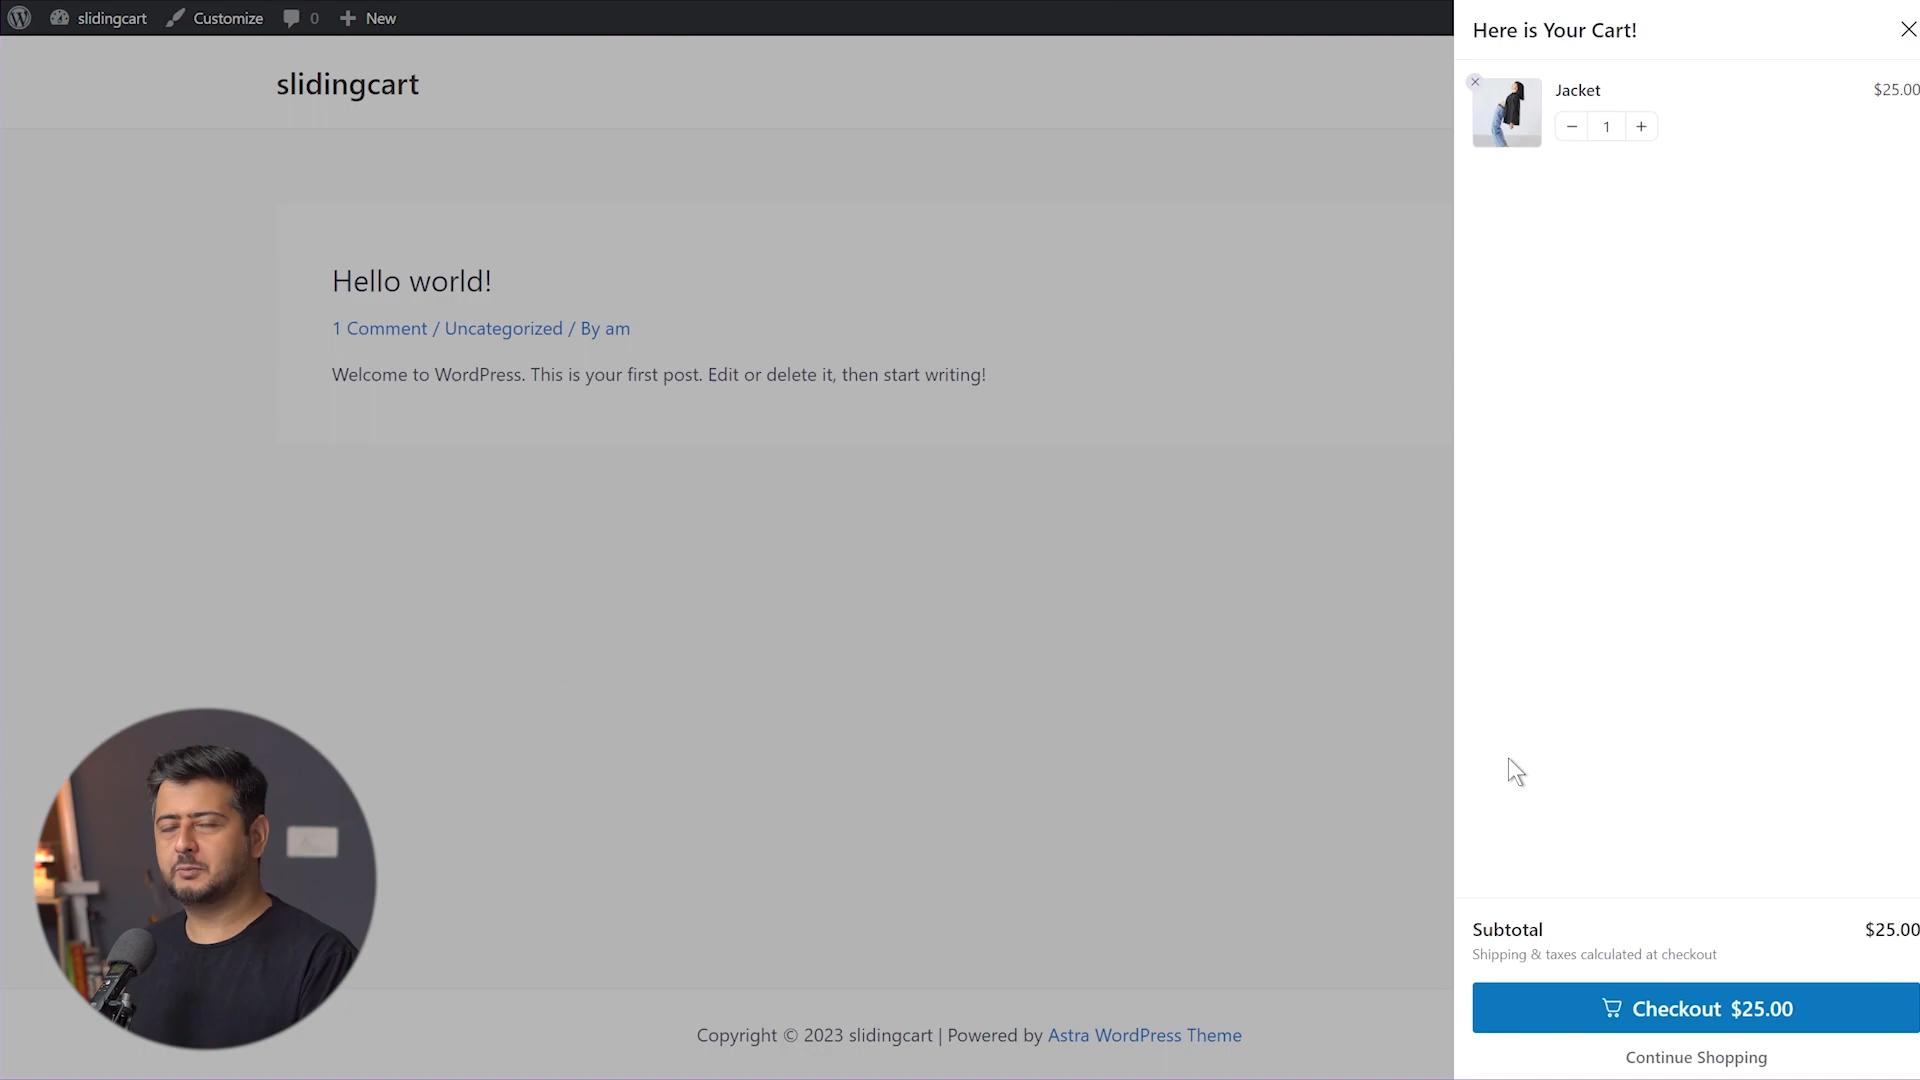 slidingcart
Customize
0
New
slidingcart
Hello world!
1 Comment / Uncategorized / By am
Welcome to WordPress. This is your first post. Edit or delete it, then start writing!
Copyright © 2023 slidingcart | Powered by Astra WordPress Theme
Here is Your Cart!
Jacket
$25.00
1
Subtotal
$25.00
Shipping & taxes calculated at checkout
Checkout $25.00
Continue Shopping